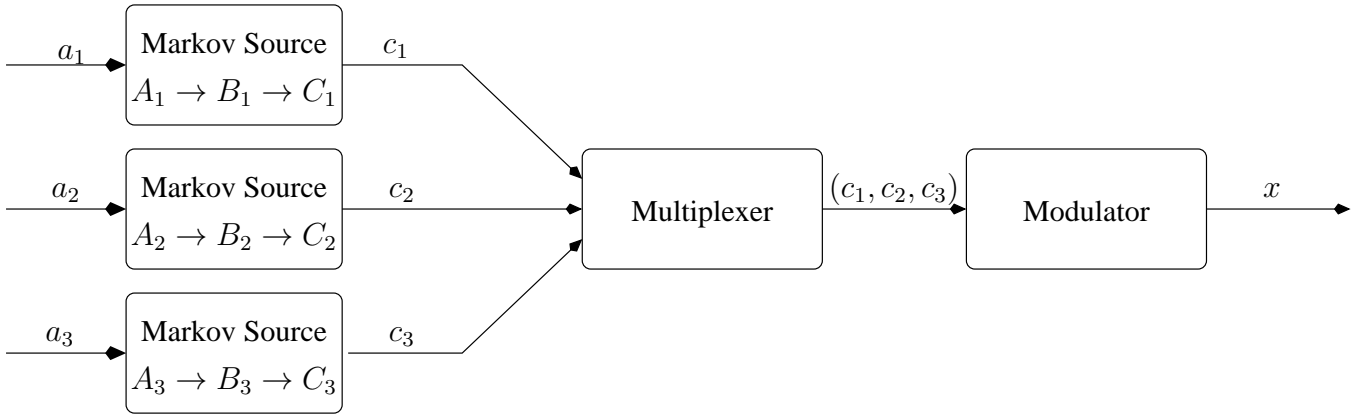 a₁
Markov Source
A₁ → B₁ → C₁
c₁
a₂
Markov Source
A₂ → B₂ → C₂
c₂
a₃
Markov Source
A₃ → B₃ → C₃
c₃
Multiplexer
(c₁, c₂, c₃)
Modulator
x